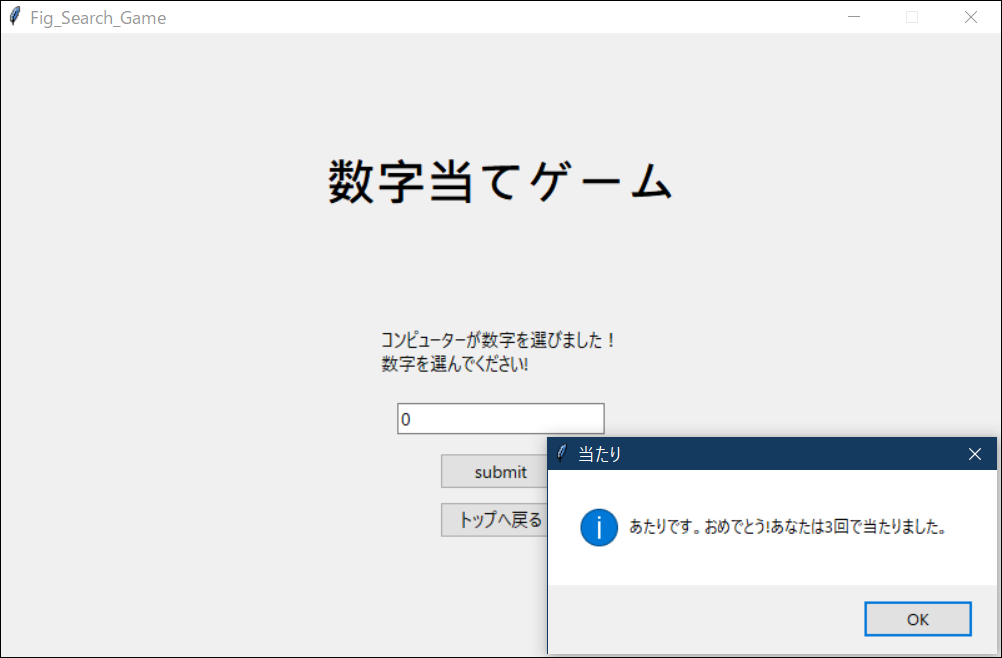 Fig_Search_Game
数字当てゲーム
コンピューターが数字を選びました！
数字を選んでください!
0
submit
トップへ戻る
当たり
あたりです。おめでとう!あなたは3回で当たりました。
OK